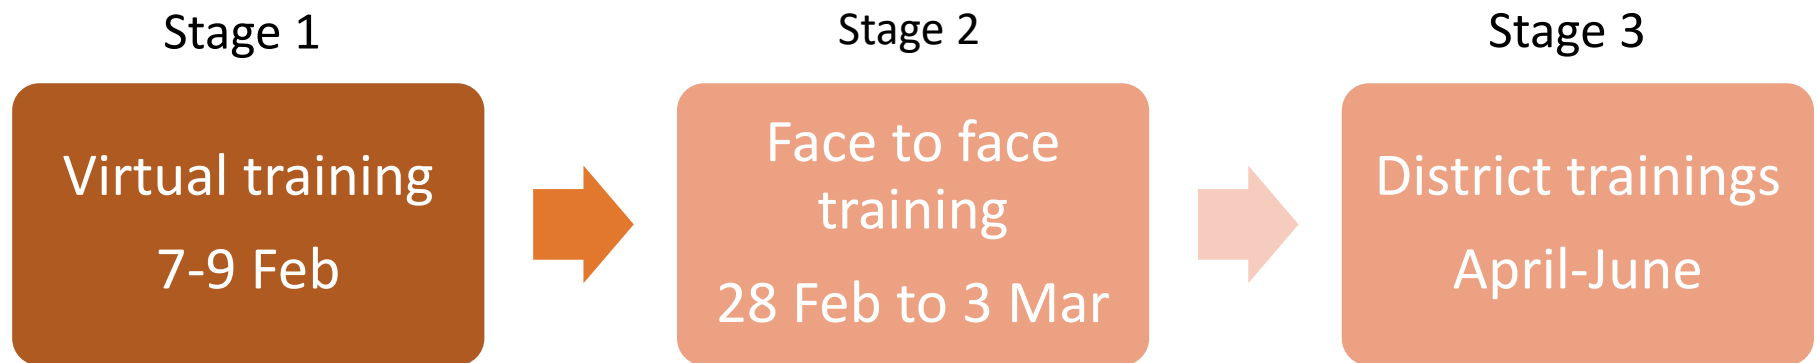 Stage 1
Virtual training
7-9 Feb
Stage 2
Face to face
training
28 Feb to 3 Mar
Stage 3
District trainings
April-June